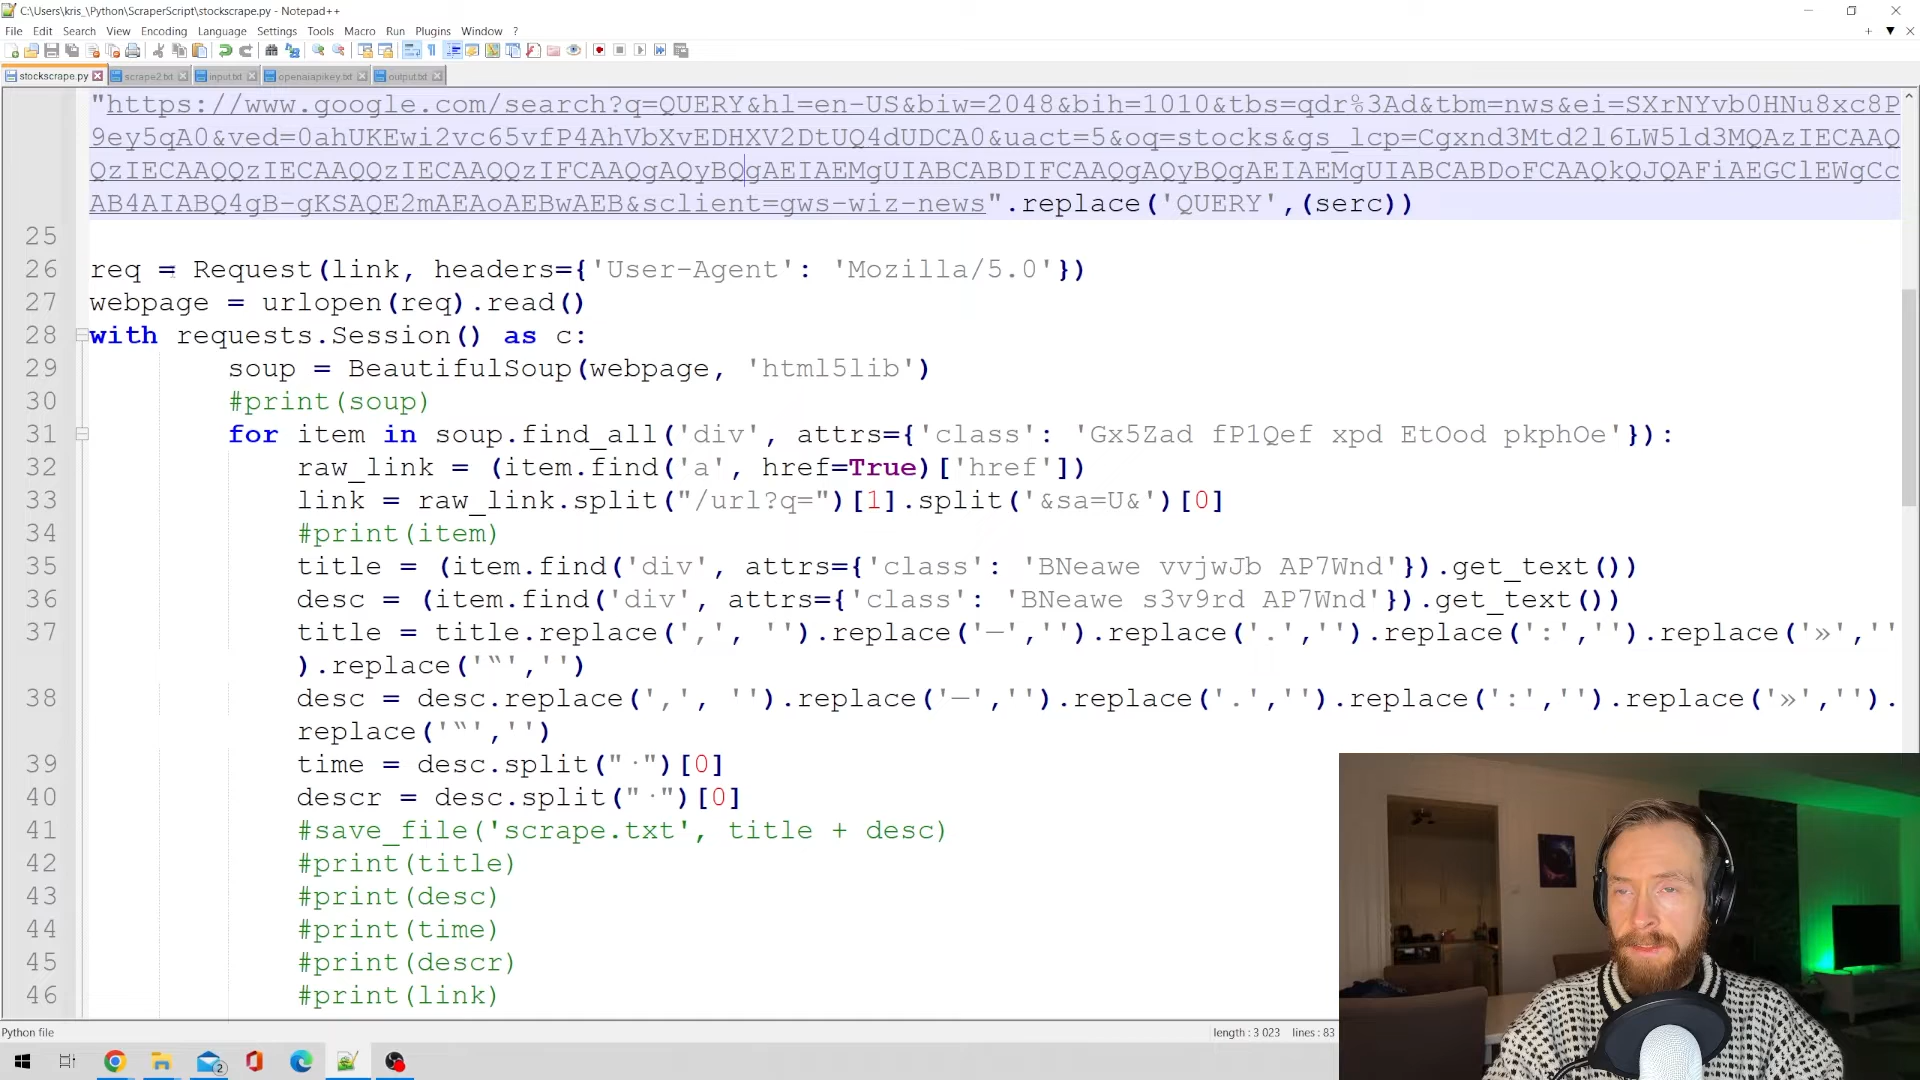 C:\Users\kris_\Python\ScraperScript\stockscrape.py - Notepad++
File Edit Search View Encoding Language Settings Tools Macro Run Plugins Window ?
stockscrape.py scrape2.txt input.txt openaiapikey.txt output.txt
"https://www.google.com/search?q=QUERY&hl=en-US&biw=2048&bih=1010&tbs=qdr%3Ad&tbm=nws&ei=SXrNYvb0HNu8xc8P
9ey5qA0&ved=0ahUKEwi2vc65vfP4AhVbXvEDHXV2DtUQ4dUDCA0&uact=5&oq=stocks&gs_lcp=Cgxnd3Mtd2l6LW5ld3MQAzIECAAQ
QzIECAAQQzIECAAQQzIECAAQQzIFCAAQgAQyBQgAEIAEMgUIABCABDIFCAAQgAQyBQgAEIAEMgUIABCABDoFCAAQkQJQAFiAEGClEWgCc
AB4AIABQ4gB-gKSAQE2mAEAoAEBwAEB&sclient=gws-wiz-news".replace('QUERY',(serc))
25
26 req = Request(link, headers={'User-Agent': 'Mozilla/5.0'})
27 webpage = urlopen(req).read()
28 with requests.Session() as c:
29 soup = BeautifulSoup(webpage, 'html5lib')
30 #print(soup)
31 for item in soup.find_all('div', attrs={'class': 'Gx5Zad fP1Qef xpd EtOod pkphOe'}):
32 raw_link = (item.find('a', href=True)['href'])
33 link = raw_link.split("/url?q=")[1].split('&sa=U&')[0]
34 #print(item)
35 title = (item.find('div', attrs={'class': 'BNeawe vvjwJb AP7Wnd'}).get_text())
36 desc = (item.find('div', attrs={'class': 'BNeawe s3v9rd AP7Wnd'}).get_text())
37 title = title.replace(',', '').replace('—','').replace('.','').replace(':','').replace('»',''
).replace('“','')
38 desc = desc.replace(',', '').replace('—','').replace('.','').replace(':','').replace('»','').
replace('“','')
39 time = desc.split(" ·")[0]
40 descr = desc.split(" ·")[0]
41 #save_file('scrape.txt', title + desc)
42 #print(title)
43 #print(desc)
44 #print(time)
45 #print(descr)
46 #print(link)
Python file length : 3 023 lines : 83
2